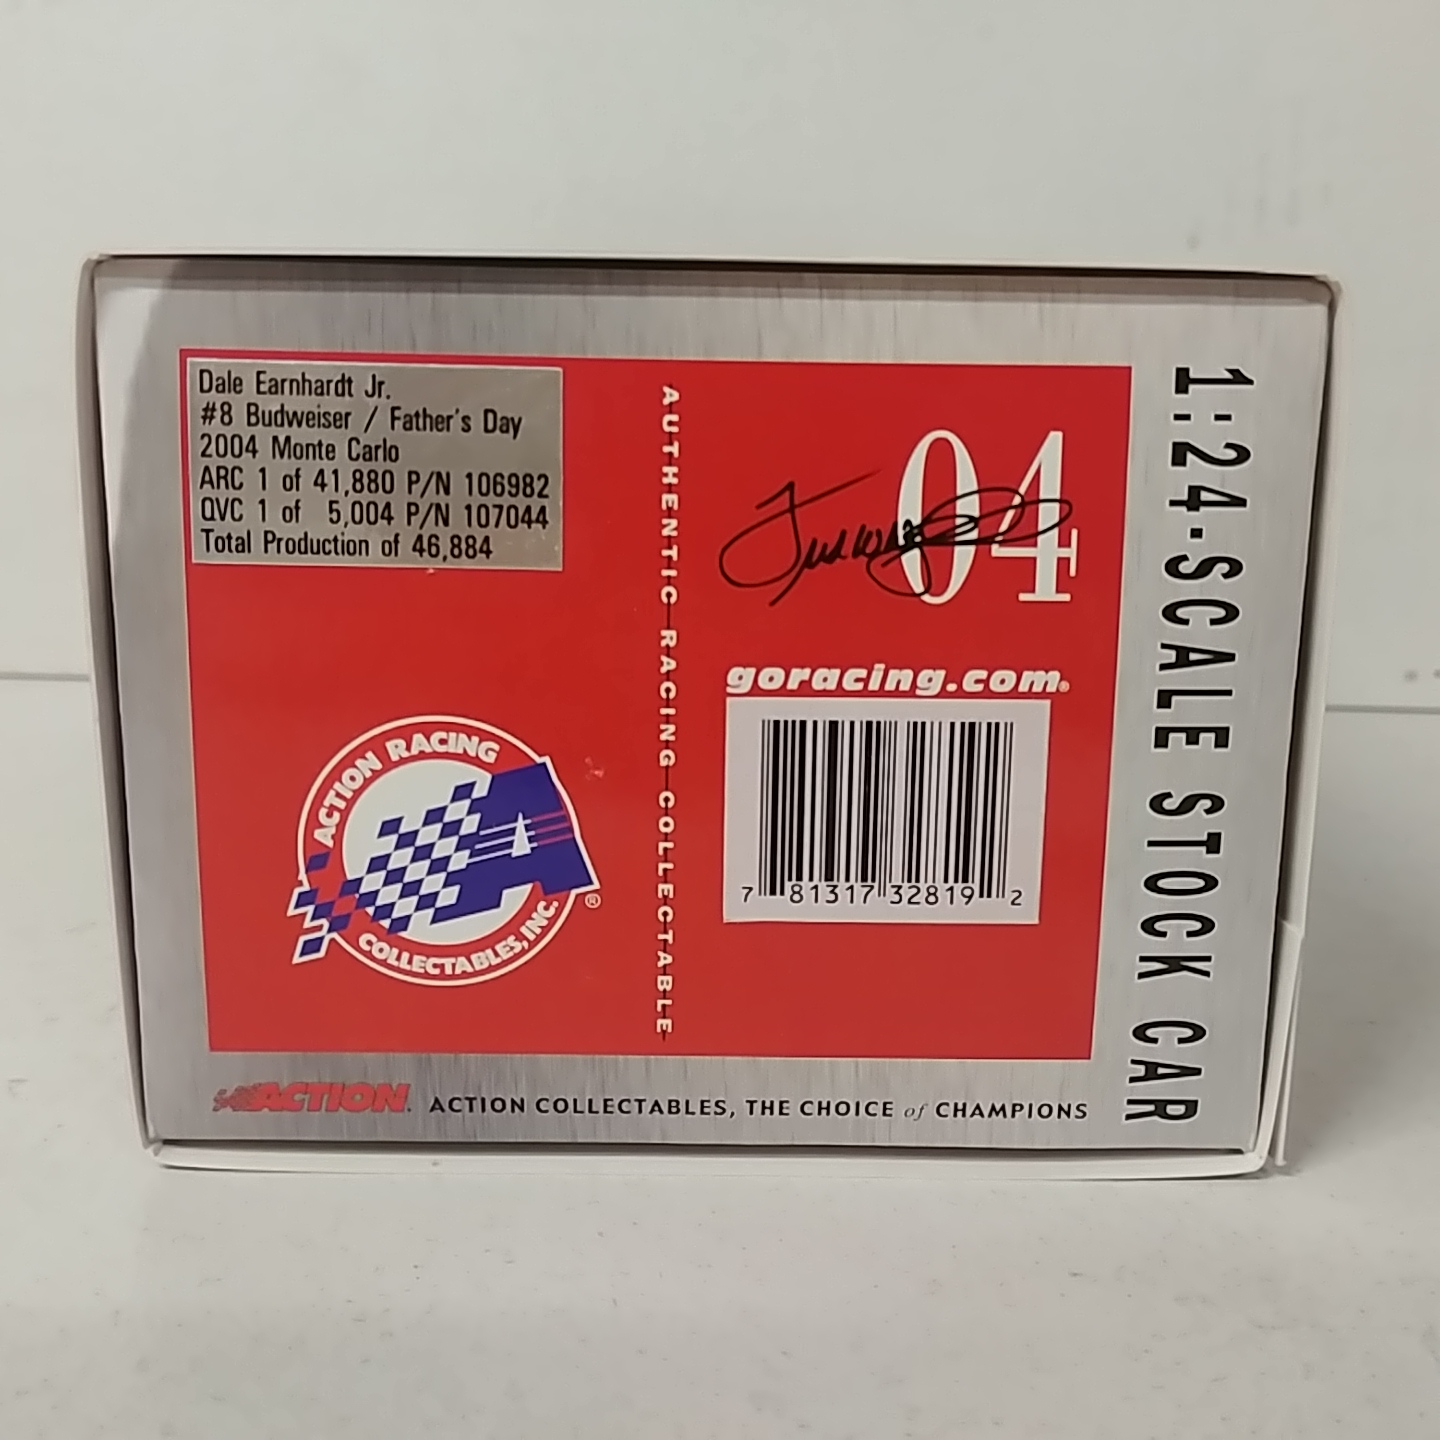 Dale Earnhardt Jr.
#8 Budweiser / Father's Day
2004 Monte Carlo
ARC 1 of 41,880 P/N 106982
QVC 1 of 5,004 P/N 107044
Total Production of 46,884
AUTHENTIC RACING COLLECTABLE
04
goracing.com®
7 81317 32819 2
ACTION RACING
COLLECTABLES, INC.
®
1:24-SCALE STOCK CAR
ACTION.
ACTION COLLECTABLES, THE CHOICE of CHAMPIONS